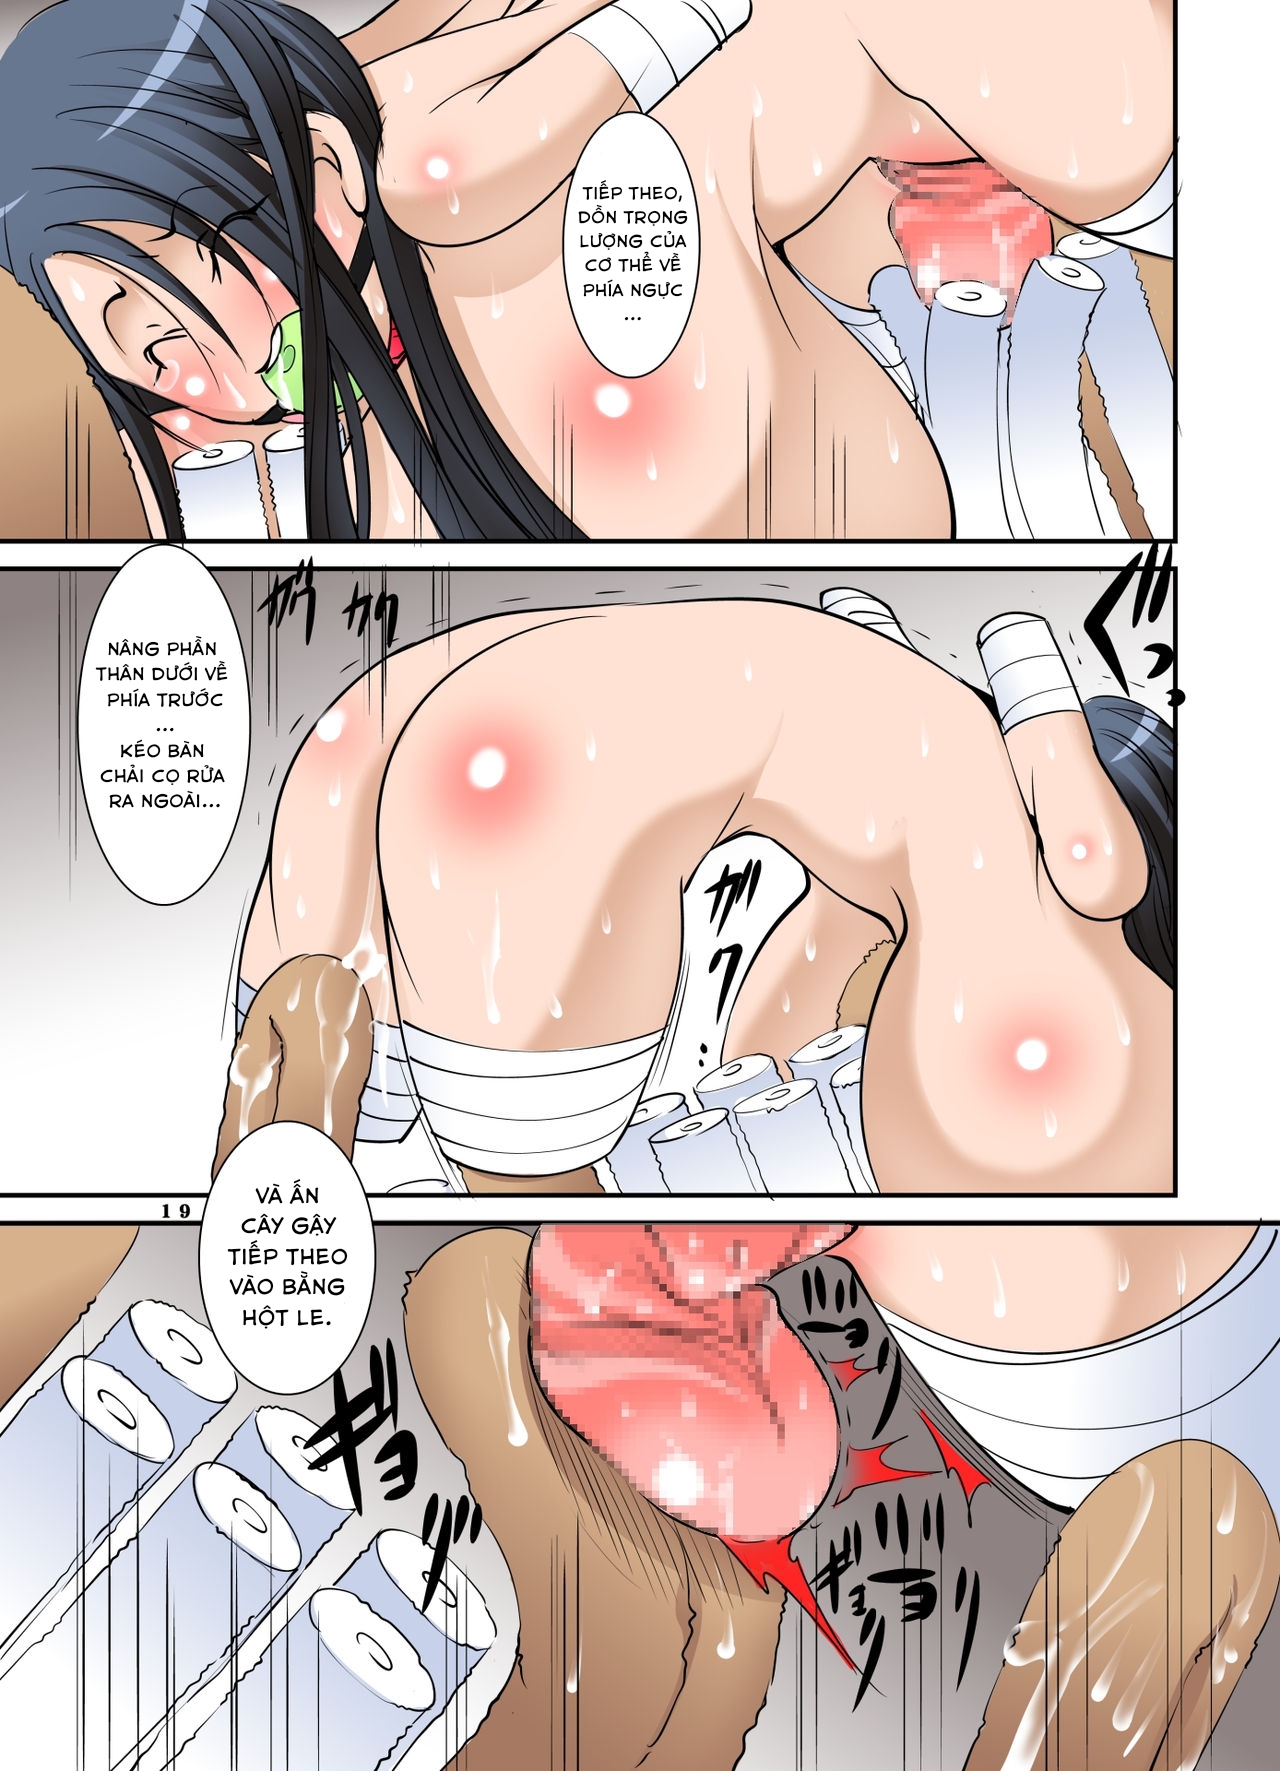 TIẾP THEO,
DỒN TRỌNG
LƯỢNG CỦA
CƠ THỂ VỀ
PHÍA NGỰC
...
NÂNG PHẦN
THÂN DƯỚI VỀ
PHÍA TRƯỚC
...
KÉO BÀN
CHẢI CỌ RỬA
RA NGOÀI...
19
VÀ ẤN
CÂY GẬY
TIẾP THEO
VÀO BẰNG
HỘT LE.